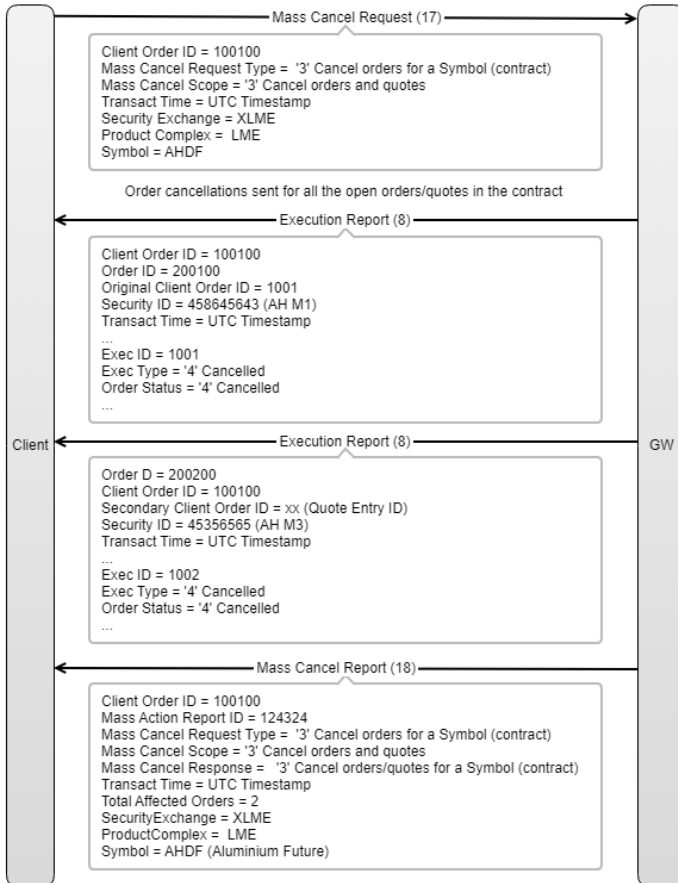 Mass Cancel Request (17)
Client Order ID = 100100
Mass Cancel Request Type = '3' Cancel orders for a Symbol (contract)
Mass Cancel Scope = '3' Cancel orders and quotes
Transact Time = UTC Timestamp
Security Exchange = XLME
Product Complex = LME
Symbol = AHDF
Order cancellations sent for all the open orders/quotes in the contract
Execution Report (8)
Client Order ID = 100100
Order ID = 200100
Original Client Order ID = 1001
Security ID = 458645643 (AH M1)
Transact Time = UTC Timestamp
...
Exec ID = 1001
Exec Type = '4' Cancelled
Order Status = '4' Cancelled
...
Client
Execution Report (8)
GW
Order D = 200200
Client Order ID = 100100
Secondary Client Order ID = xx (Quote Entry ID)
Security ID = 45356565 (AH M3)
Transact Time = UTC Timestamp
...
Exec ID = 1002
Exec Type = '4' Cancelled
Order Status = '4' Cancelled
...
Mass Cancel Report (18)
Client Order ID = 100100
Mass Action Report ID = 124324
Mass Cancel Request Type = '3' Cancel orders for a Symbol (contract)
Mass Cancel Scope = '3' Cancel orders and quotes
Mass Cancel Response = '3' Cancel orders/quotes for a Symbol (contract)
Transact Time = UTC Timestamp
Total Affected Orders = 2
SecurityExchange = XLME
ProductComplex = LME
Symbol = AHDF (Aluminium Future)